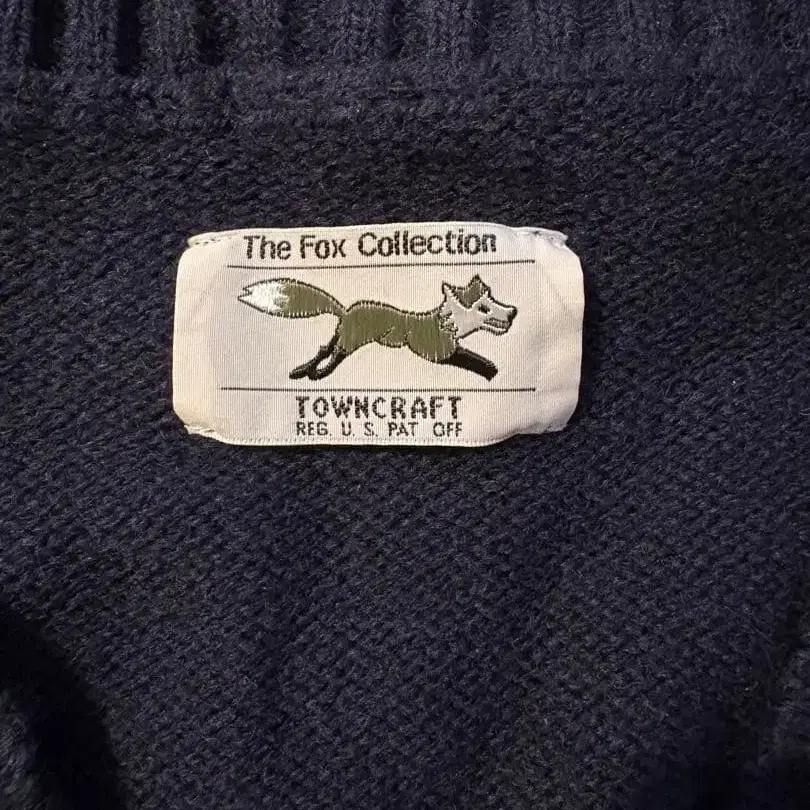 The Fox Collection
TOWNCRAFT
REG. U. S. PAT OFF